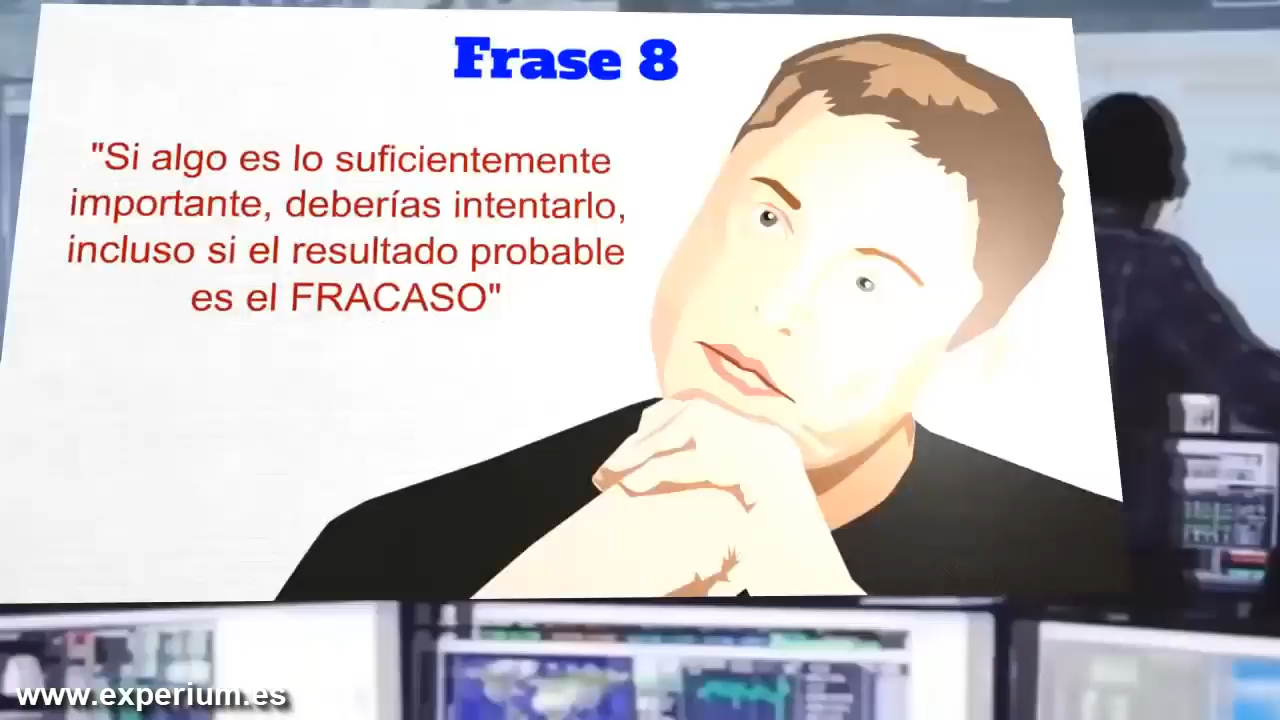 Frase 8
"Si algo es lo suficientemente
importante, deberías intentarlo,
incluso si el resultado probable
es el FRACASO"
www.experium.es